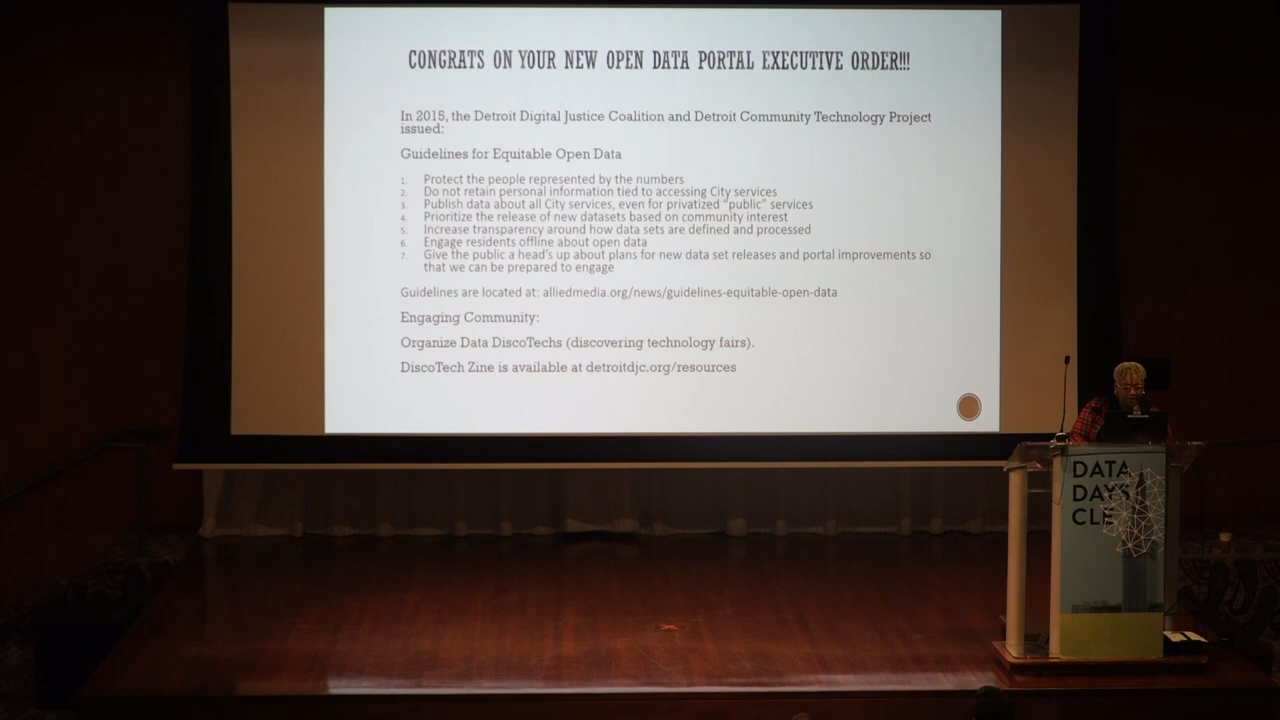 CONGRATS ON YOUR NEW OPEN DATA PORTAL EXECUTIVE ORDER!!!
In 2015, the Detroit Digital Justice Coalition and Detroit Community Technology Project
issued:
Guidelines for Equitable Open Data
1. Protect the people represented by the numbers
2. Do not retain personal information tied to accessing City services
3. Publish data about all City services, even for privatized “public” services
4. Prioritize the release of new datasets based on community interest
5. Increase transparency around how data sets are defined and processed
6. Engage residents offline about open data
7. Give the public a head’s up about plans for new data set releases and portal improvements so
that we can be prepared to engage
Guidelines are located at: alliedmedia.org/news/guidelines-equitable-open-data
Engaging Community:
Organize Data DiscoTechs (discovering technology fairs).
DiscoTech Zine is available at detroitdjc.org/resources
DATA
DAYS
CLE